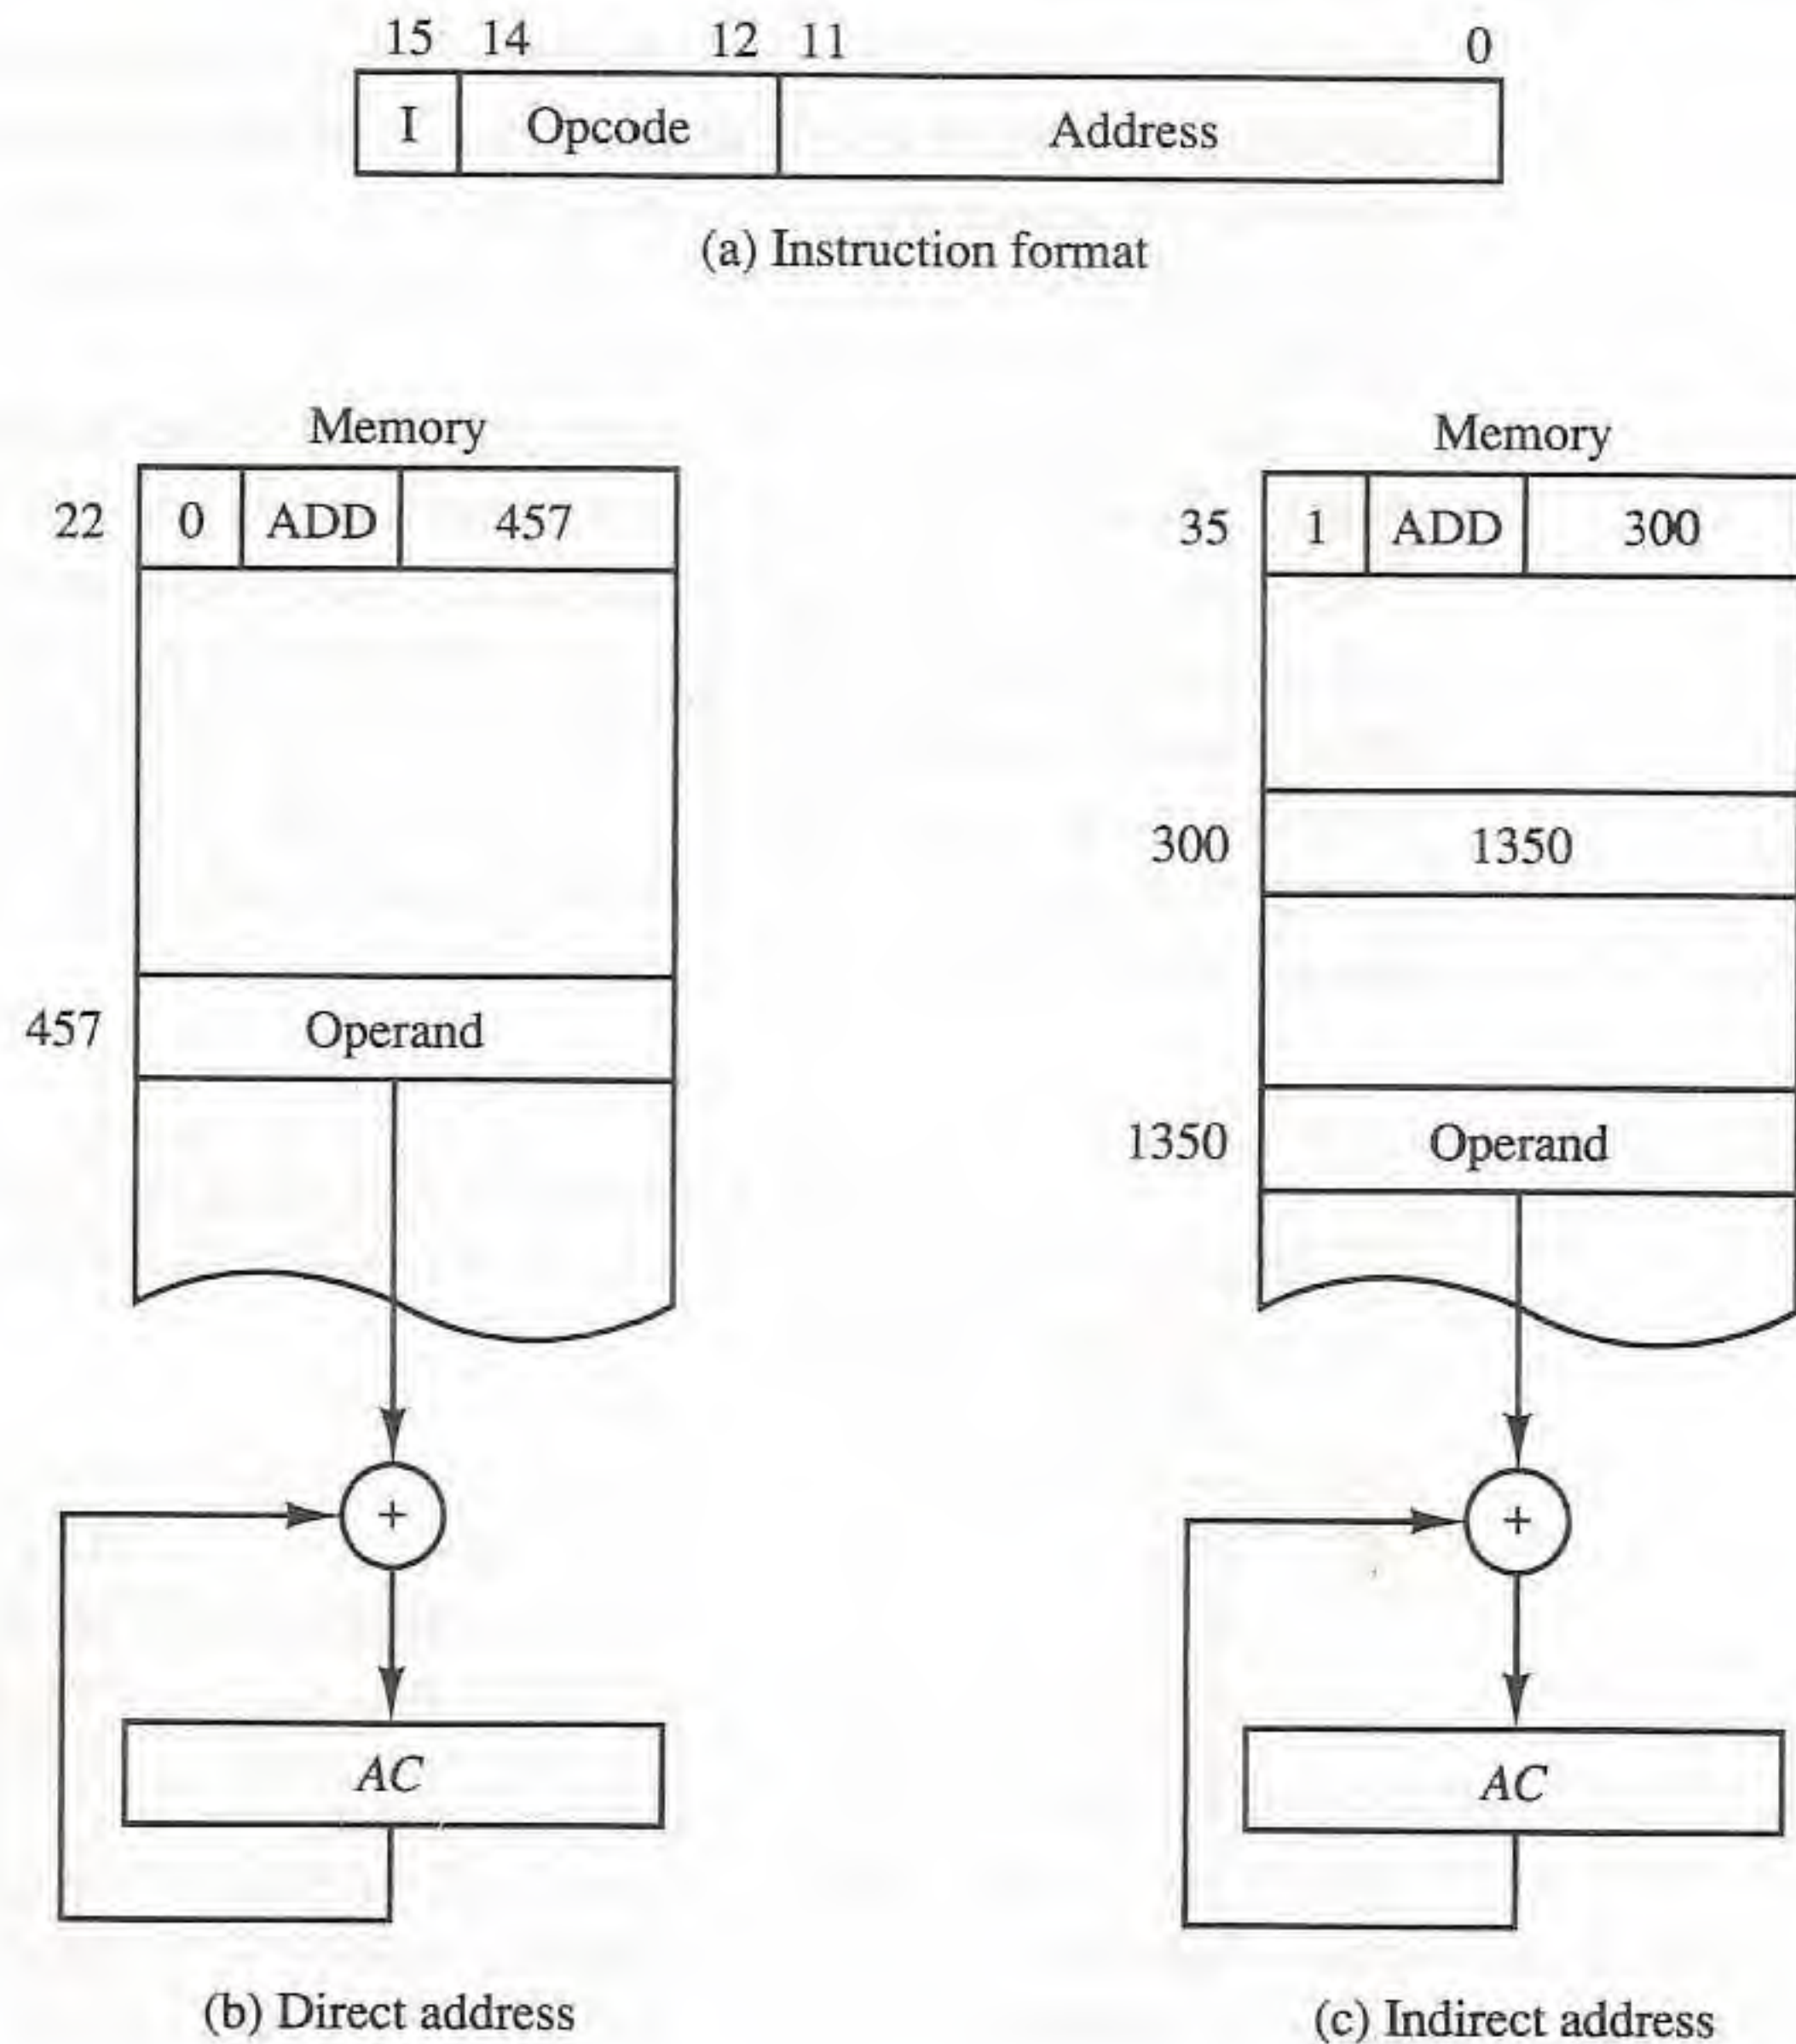 15 14 12 11 0
I Opcode Address
(a) Instruction format
Memory
22 0 ADD 457
457 Operand
+
AC
(b) Direct address
Memory
35 1 ADD 300
300 1350
1350 Operand
+
AC
(c) Indirect address